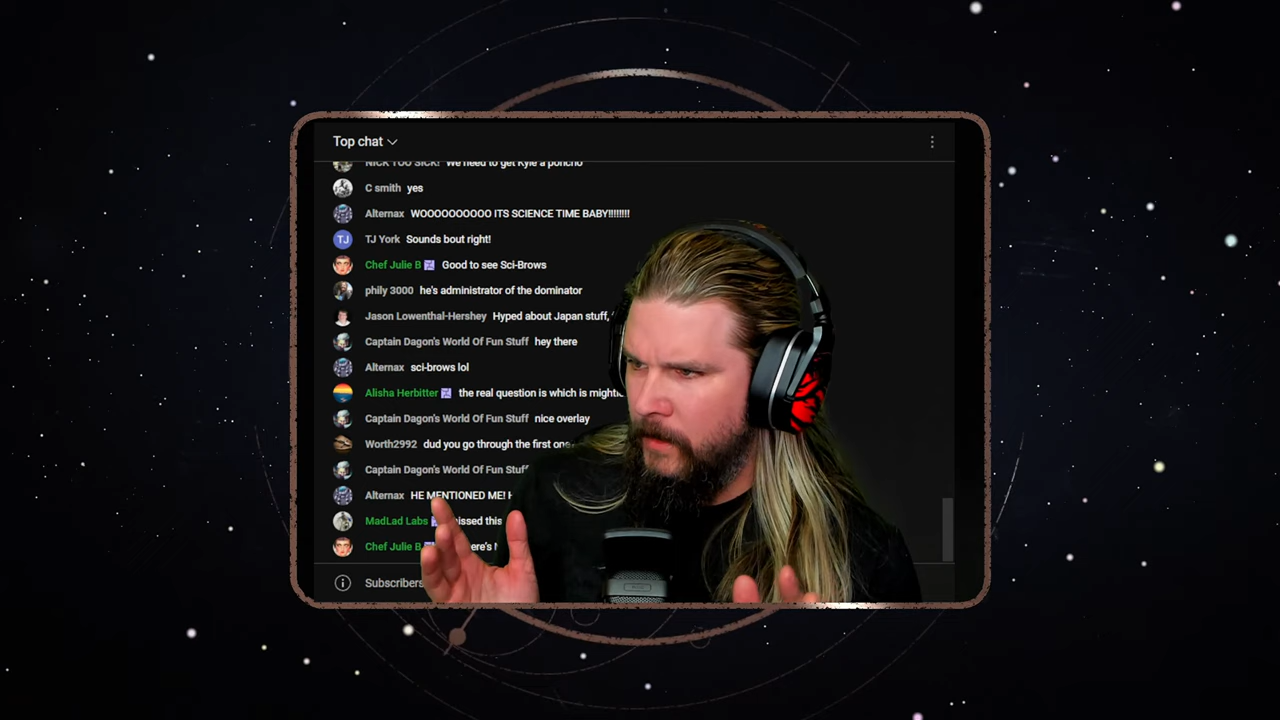 Top chat
NICK TOO SICK! We need to get Kyle a poncho
C smith yes
Alternax WOOOOOOOOOO ITS SCIENCE TIME BABY!!!!!!!!
TJ TJ York Sounds bout right!
Chef Julie B Good to see Sci-Brows
phily 3000 he's administrator of the dominator
Jason Lowenthal-Hershey Hyped about Japan stuff,
Captain Dagon's World Of Fun Stuff hey there
Alternax sci-brows lol
Alisha Herbitter the real question is which is
Captain Dagon's World Of Fun Stuff nice overlay
Worth2992 dud you go through the first one
Captain Dagon's World Of Fun Stuff
Alternax HE MENTIONED ME!
MadLad Labs this
Chef Julie B
Subscribers